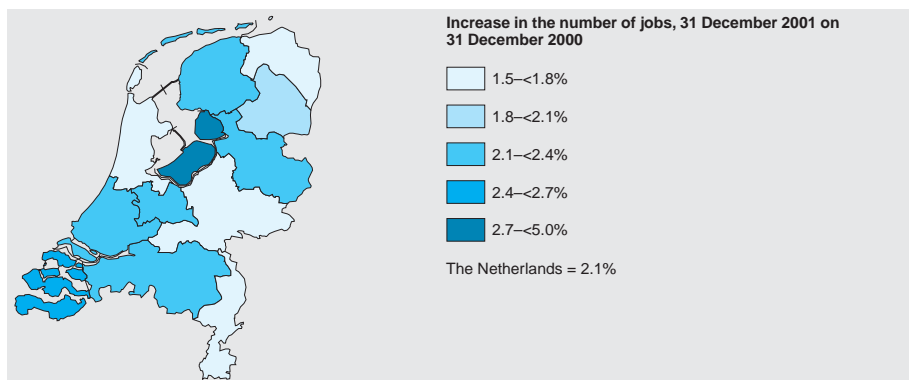 Increase in the number of jobs, 31 December 2001 on
31 December 2000
1.5–<1.8%
1.8–<2.1%
2.1–<2.4%
2.4–<2.7%
2.7–<5.0%
The Netherlands = 2.1%